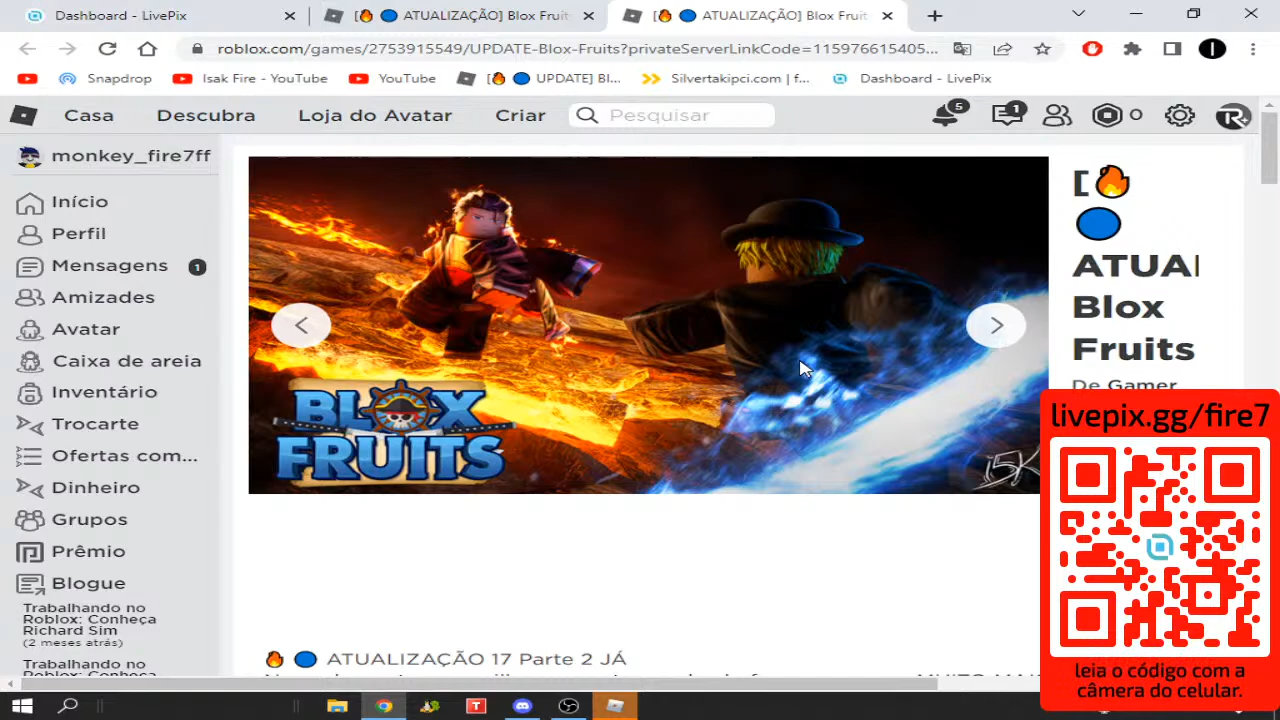 Dashboard - LivePix
[🔥 🔵 ATUALIZAÇÃO] Blox Fruit
[🔥 🔵 ATUALIZAÇÃO] Blox Fruit
roblox.com/games/2753915549/UPDATE-Blox-Fruits?privateServerLinkCode=115976615405...
Snapdrop
Isak Fire - YouTube
YouTube
[🔥 🔵 UPDATE] Bl...
Silvertakipci.com | f...
Dashboard - LivePix
Casa
Descubra
Loja do Avatar
Criar
Pesquisar
5
1
0
monkey_fire7ff
Início
Perfil
Mensagens 1
Amizades
Avatar
Caixa de areia
Inventário
Trocarte
Ofertas com...
Dinheiro
Grupos
Prêmio
Blogue
Trabalhando no
Roblox: Conheça
Richard Sim
(2 meses atrás)
Trabalhando no
BLOX
FRUITS
i5K
[🔥
🔵
ATUAI
Blox
Fruits
De Gamer
🔥 🔵 ATUALIZAÇÃO 17 Parte 2 JÁ
livepix.gg/fire7
leia o código com a
câmera do celular.